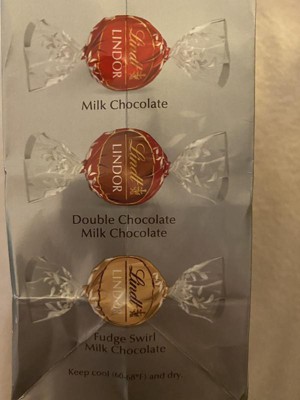 Lindt
LINDOR
Milk Chocolate
Lindt
LINDOR
Double Chocolate
Milk Chocolate
Lindt
LINDOR
Fudge Swirl
Milk Chocolate
Keep cool and dry.